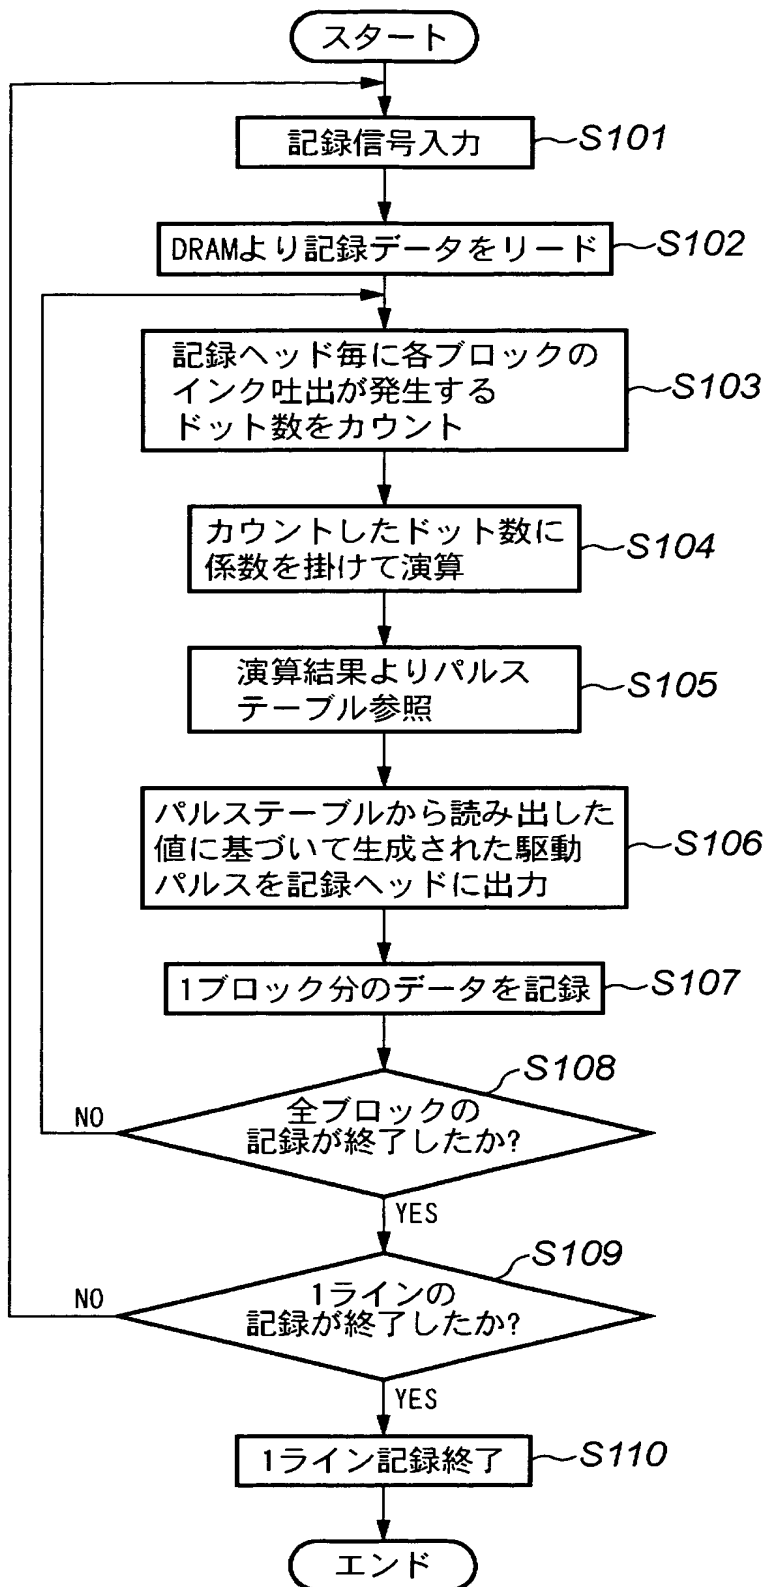 スタート
記録信号入力
S101
DRAMより記録データをリード
S102
記録ヘッド毎に各ブロックの
インク吐出が発生する
ドット数をカウント
S103
カウントしたドット数に
係数を掛けて演算
S104
演算結果よりパルス
テーブル参照
S105
パルステーブルから読み出した
値に基づいて生成された駆動
パルスを記録ヘッドに出力
S106
1ブロック分のデータを記録
S107
S108
全ブロックの
記録が終了したか?
NO
YES
S109
1ラインの
記録が終了したか?
NO
YES
1ライン記録終了
S110
エンド